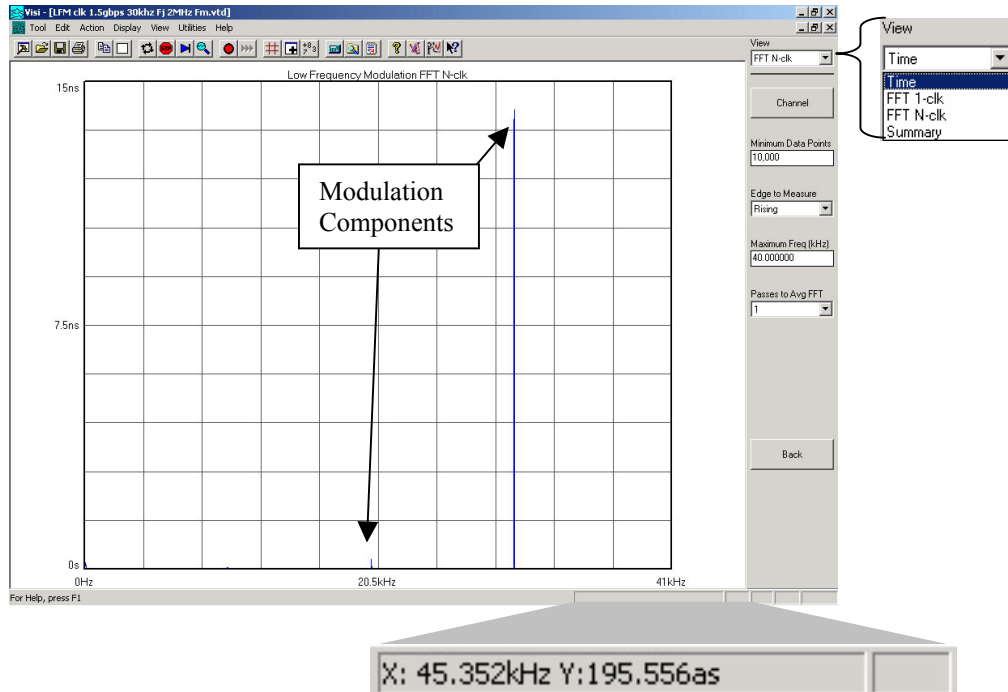 Visi - [LFM clk 1.5gbps 30khz Fj 2MHz Fm.vtd]
Tool Edit Action Display View Utilities Help
View
FFT N-clk
Channel
Minimum Data Points
10,000
Edge to Measure
Rising
Maximum Freq (kHz)
40.000000
Passes to Avg FFT
1
Back
Low Frequency Modulation FFT N-clk
15ns
7.5ns
0s
0Hz
20.5kHz
41kHz
Modulation
Components
For Help, press F1
View
Time
Time
FFT 1-clk
FFT N-clk
Summary
X: 45.352kHz Y:195.556as